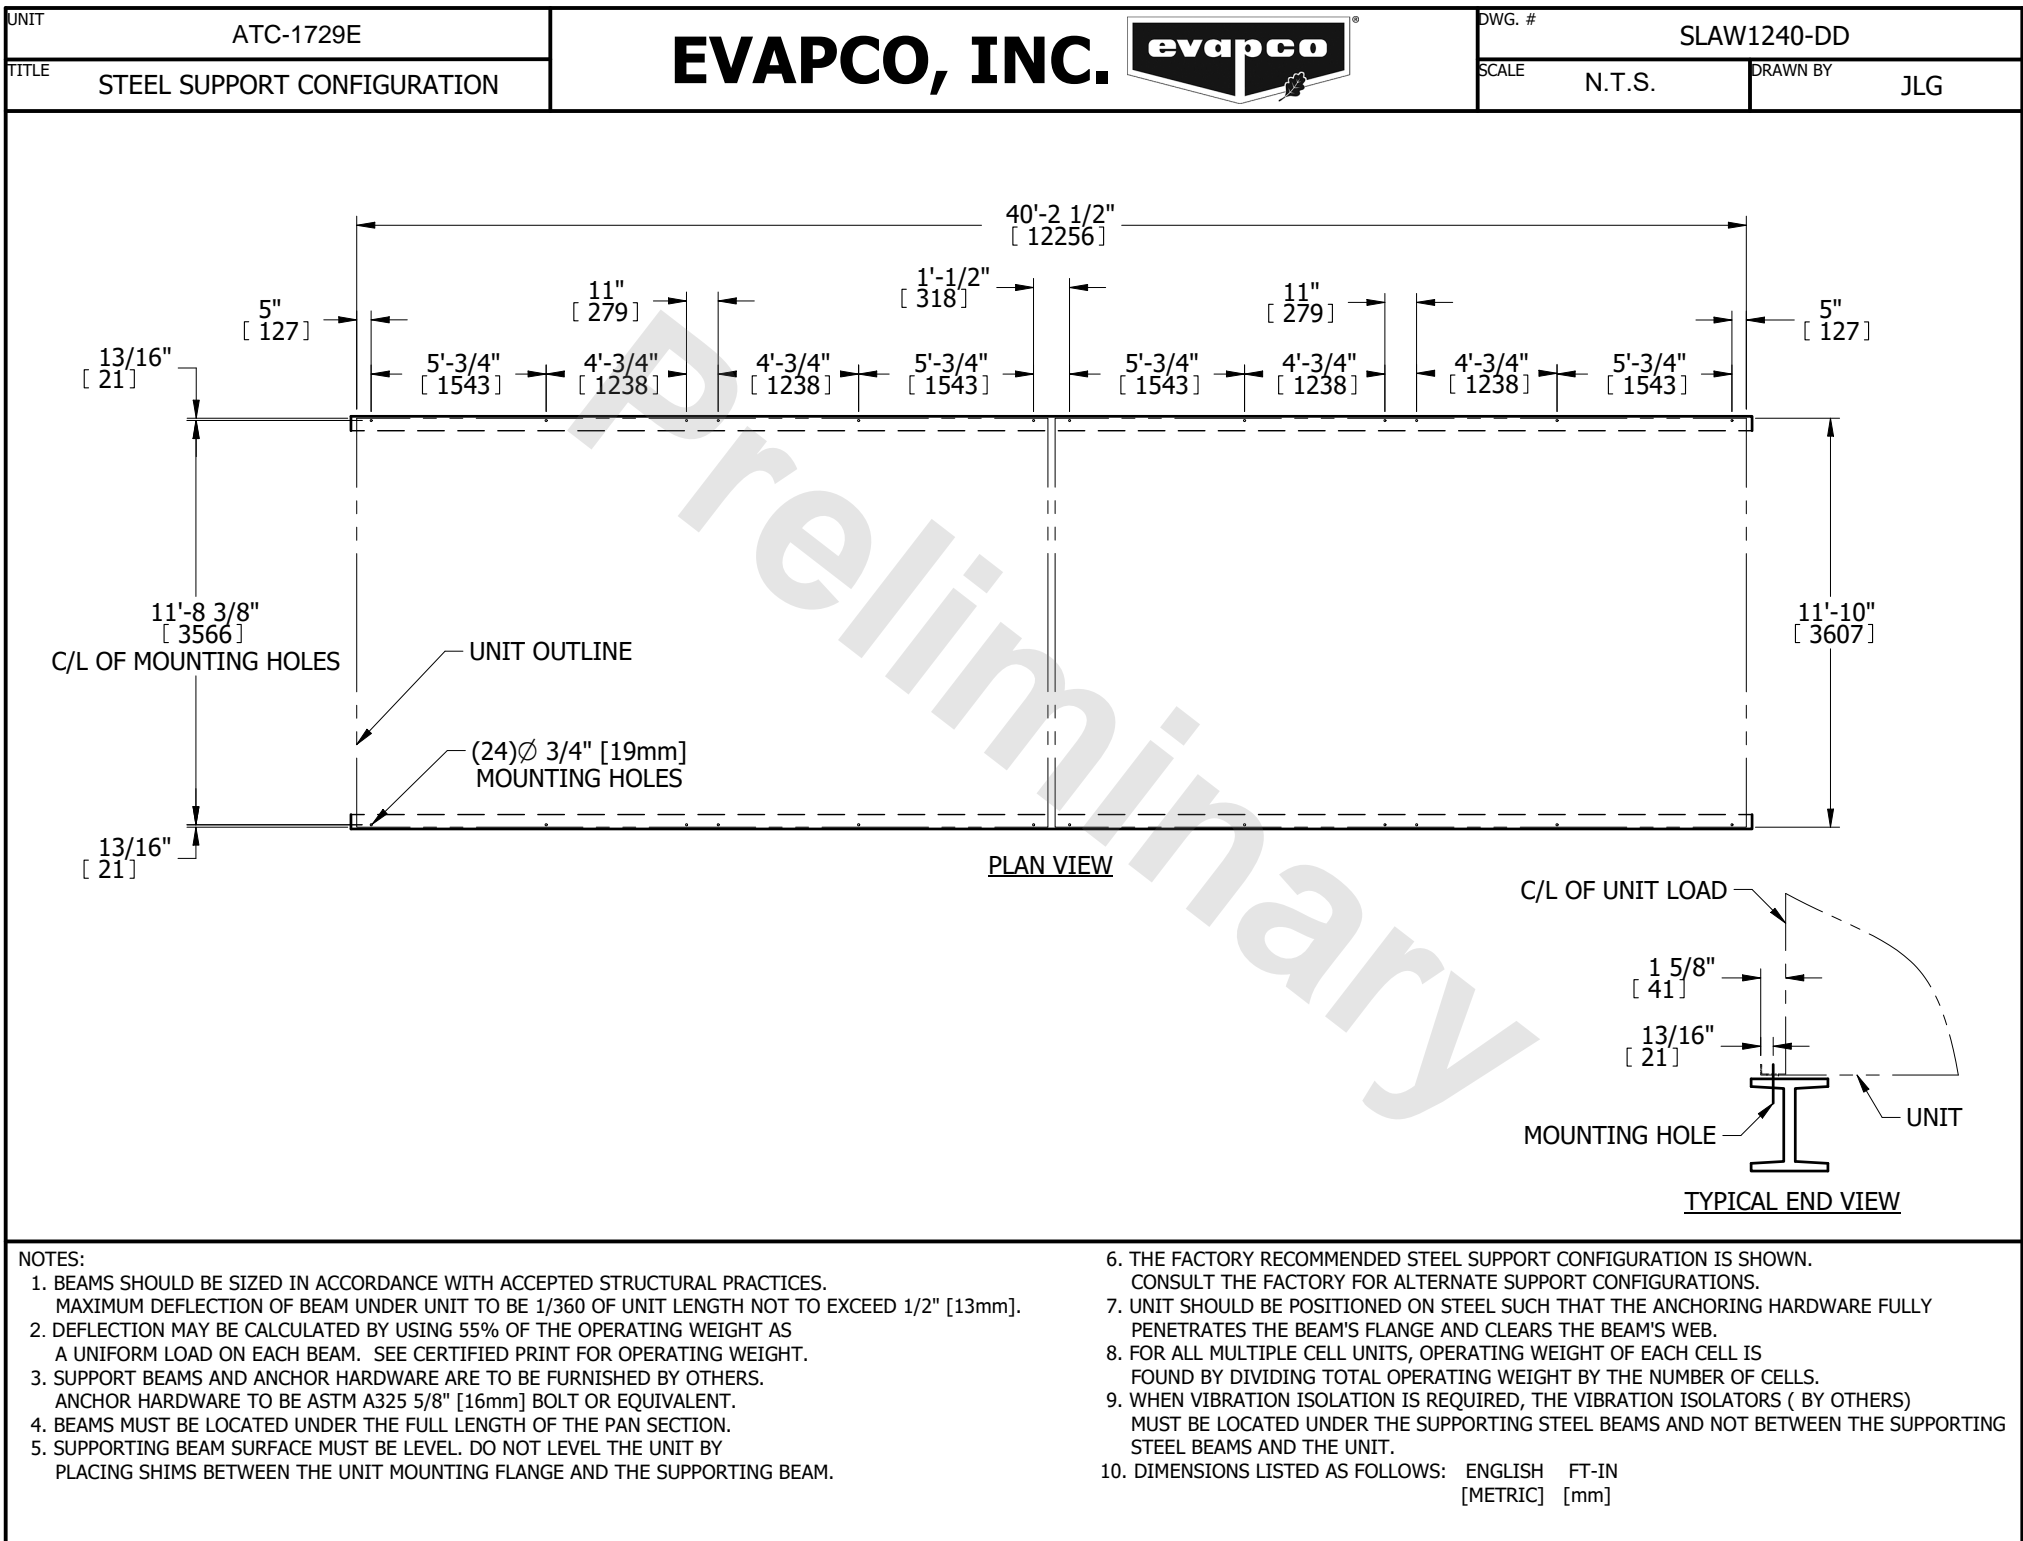 UNIT
ATC-1729E
TITLE
STEEL SUPPORT CONFIGURATION
EVAPCO, INC.
evapco
®
DWG. #
SLAW1240-DD
SCALE
N.T.S.
DRAWN BY
JLG
40'-2 1/2"
[ 12256]
5"
[ 127]
11"
[ 279]
1'-1/2"
[ 318]
11"
[ 279]
5"
[ 127]
13/16"
[ 21]
5'-3/4"
[ 1543]
4'-3/4"
[ 1238]
4'-3/4"
[ 1238]
5'-3/4"
[ 1543]
5'-3/4"
[ 1543]
4'-3/4"
[ 1238]
4'-3/4"
[ 1238]
5'-3/4"
[ 1543]
Preliminary
11'-8 3/8"
[ 3566]
C/L OF MOUNTING HOLES
UNIT OUTLINE
11'-10"
[ 3607]
(24)Ø 3/4" [19mm]
MOUNTING HOLES
13/16"
[ 21]
PLAN VIEW
C/L OF UNIT LOAD
1 5/8"
[ 41]
13/16"
[ 21]
UNIT
MOUNTING HOLE
TYPICAL END VIEW
NOTES:
1. BEAMS SHOULD BE SIZED IN ACCORDANCE WITH ACCEPTED STRUCTURAL PRACTICES.
MAXIMUM DEFLECTION OF BEAM UNDER UNIT TO BE 1/360 OF UNIT LENGTH NOT TO EXCEED 1/2" [13mm].
2. DEFLECTION MAY BE CALCULATED BY USING 55% OF THE OPERATING WEIGHT AS
A UNIFORM LOAD ON EACH BEAM. SEE CERTIFIED PRINT FOR OPERATING WEIGHT.
3. SUPPORT BEAMS AND ANCHOR HARDWARE ARE TO BE FURNISHED BY OTHERS.
ANCHOR HARDWARE TO BE ASTM A325 5/8" [16mm] BOLT OR EQUIVALENT.
4. BEAMS MUST BE LOCATED UNDER THE FULL LENGTH OF THE PAN SECTION.
5. SUPPORTING BEAM SURFACE MUST BE LEVEL. DO NOT LEVEL THE UNIT BY
PLACING SHIMS BETWEEN THE UNIT MOUNTING FLANGE AND THE SUPPORTING BEAM.
6. THE FACTORY RECOMMENDED STEEL SUPPORT CONFIGURATION IS SHOWN.
CONSULT THE FACTORY FOR ALTERNATE SUPPORT CONFIGURATIONS.
7. UNIT SHOULD BE POSITIONED ON STEEL SUCH THAT THE ANCHORING HARDWARE FULLY
PENETRATES THE BEAM'S FLANGE AND CLEARS THE BEAM'S WEB.
8. FOR ALL MULTIPLE CELL UNITS, OPERATING WEIGHT OF EACH CELL IS
FOUND BY DIVIDING TOTAL OPERATING WEIGHT BY THE NUMBER OF CELLS.
9. WHEN VIBRATION ISOLATION IS REQUIRED, THE VIBRATION ISOLATORS ( BY OTHERS)
MUST BE LOCATED UNDER THE SUPPORTING STEEL BEAMS AND NOT BETWEEN THE SUPPORTING
STEEL BEAMS AND THE UNIT.
10. DIMENSIONS LISTED AS FOLLOWS: ENGLISH FT-IN
[METRIC] [mm]